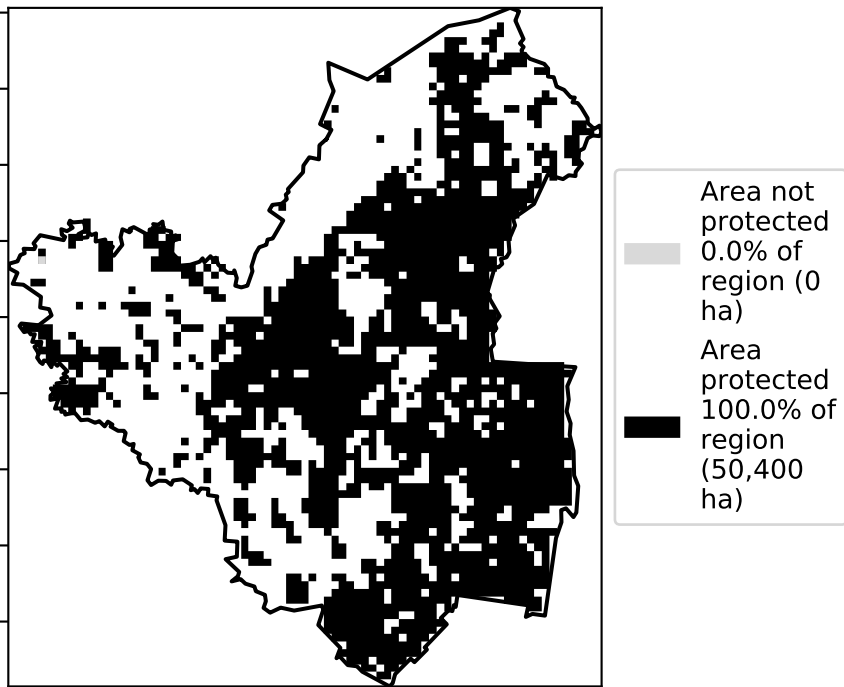 Area not
protected
0.0% of
region (0
ha)
Area
protected
100.0% of
region
(50,400
ha)